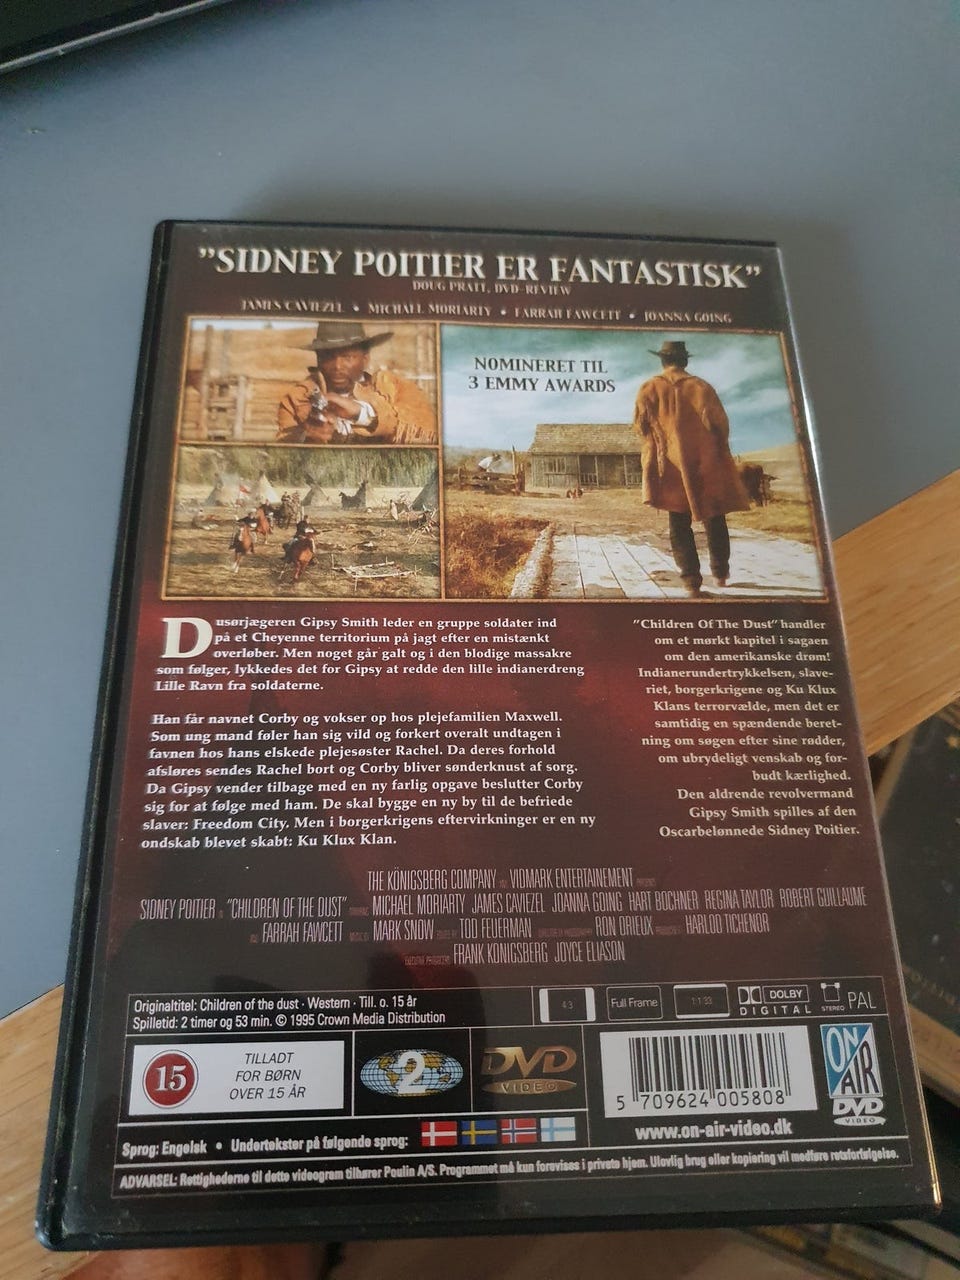 "SIDNEY POITIER ER FANTASTISK"
DOUG PRATT, DVD-REVIEW
JAMES CAVIEZEL • MICHAEL MORIARTY • FARRAH FAWCETT • JOANNA GOING
NOMINERET TIL
3 EMMY AWARDS
Dusørjægeren Gipsy Smith leder en gruppe soldater ind
på et Cheyenne territorium på jagt efter en mistænkt
overløber. Men noget går galt og i den blodige massakre
som følger, lykkedes det for Gipsy at redde den lille indianerdreng
Lille Ravn fra soldaterne.
Han får navnet Corby og vokser op hos plejefamilien Maxwell.
Som ung mand føler han sig vild og forkert overalt undtagen i
favnen hos hans elskede plejesøster Rachel. Da deres forhold
afsløres sendes Rachel bort og Corby bliver sønderknust af sorg.
Da Gipsy vender tilbage med en ny farlig opgave beslutter Corby
sig for at følge med ham. De skal bygge en ny by til de befriede
slaver: Freedom City. Men i borgerkrigens eftervirkninger er en ny
ondskab blevet skabt: Ku Klux Klan.
"Children Of The Dust" handler
om et mørkt kapitel i sagaen
om den amerikanske drøm!
Indianerundertrykkelsen, slave-
riet, borgerkrigene og Ku Klux
Klans terrorvælde, men det er
samtidig en spændende beret-
ning om søgen efter sine rødder,
om ubrydeligt venskab og for-
budt kærlighed.
Den aldrende revolvermand
Gipsy Smith spilles af den
Oscarbelønnede Sidney Poitier.
THE KÖNIGSBERG COMPANY VIDMARK ENTERTAINEMENT
SIDNEY POITIER "CHILDREN OF THE DUST" MICHAEL MORIARTY JAMES CAVIEZEL JOANNA GOING HART BOCHNER REGINA TAYLOR ROBERT GUILLAUME
FARRAH FAWCETT MARK SNOW TOD FEUERMAN RON ORIEUX HARLOD TICHENOR
EXECUTIVE PRODUCERS FRANK KONIGSBERG JOYCE ELIASON
Originaltitel: Children of the dust · Western · Till. o. 15 år
Spilletid: 2 timer og 53 min. © 1995 Crown Media Distribution
4:3
Full Frame
1:1.33
DOLBY
DIGITAL
STEREO
PAL
15
TILLADT
FOR BØRN
OVER 15 ÅR
2
DVD
VIDEO
5 709624 005808
www.on-air-video.dk
ON
AIR
DVD
VIDEO
Sprog: Engelsk • Undertekster på følgende sprog:
ADVARSEL: Rettighederne til dette videogram tilhører Poulin A/S. Programmet må kun forevises i private hjem. Ulovlig brug eller kopiering vil medføre retsforfølgelse.